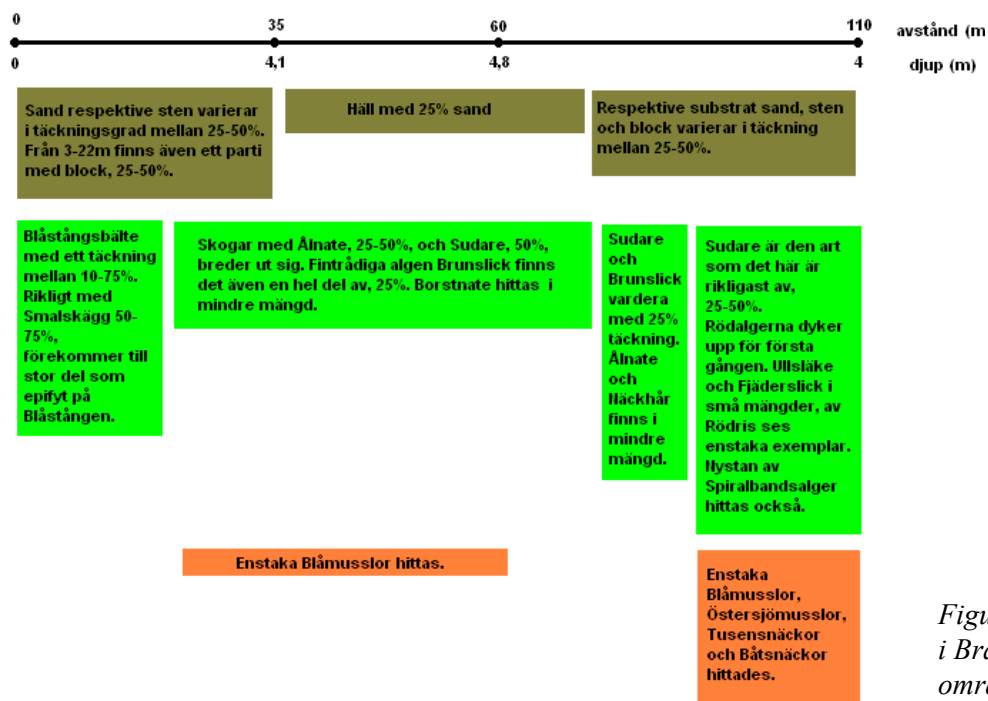 0 35 60 110 avstånd (m
0 4,1 4,8 4 djup (m)
Sand respektive sten varierar
i täckningsgrad mellan 25-50%.
Från 3-22m finns även ett parti
med block, 25-50%.
Häll med 25% sand
Respektive substrat sand, sten
och block varierar i täckning
mellan 25-50%.
Blåstångsbälte
med ett täckning
mellan 10-75%.
Rikligt med
Smalskägg 50-
75%,
förekommer till
stor del som
epifyt på
Blåstången.
Skogar med Ålnate, 25-50%, och Sudare, 50%,
breder ut sig. Fintrådiga algen Brunslick finns
det även en hel del av, 25%. Borstnate hittas i
mindre mängd.
Sudare
och
Brunslick
vardera
med 25%
täckning.
Ålnate
och
Näckhår
finns i
mindre
mängd.
Sudare är den art
som det här är
rikligast av,
25-50%.
Rödalgerna dyker
upp för första
gången. Ullsläke
och Fjäderslick i
små mängder, av
Rödris ses
enstaka exemplar.
Nystan av
Spiralbandsalger
hittas också.
Enstaka Blåmusslor hittas.
Enstaka
Blåmusslor,
Östersjömusslor,
Tusensnäckor
och Båtsnäckor
hittades.
Figu
i Bra
områ